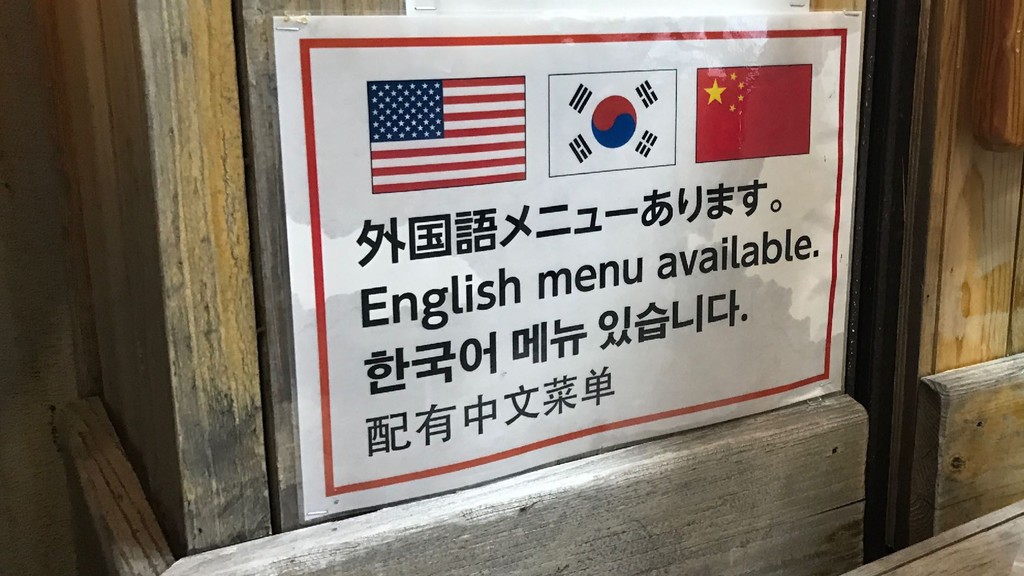 外国語メニューあります。
English menu available.
한국어 메뉴 있습니다.
配有中文菜单